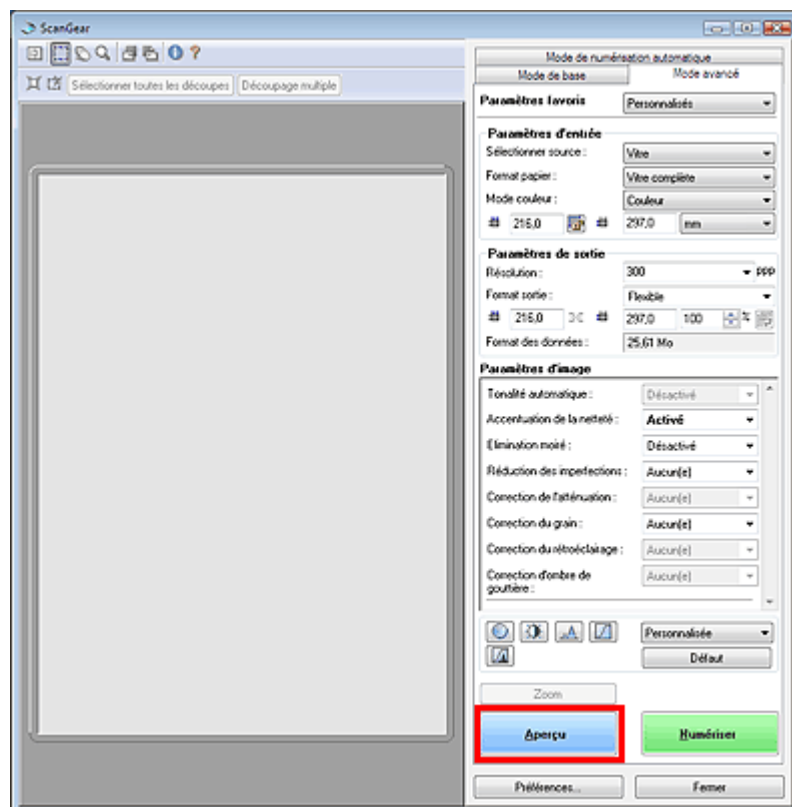 ScanGear
Sélectionner toutes les découpes Découpage multiple
Mode de numérisation automatique
Mode de base Mode avancé
Paramètres favoris Personnalisés
Paramètres d'entrée
Sélectionner source : Vitre
Format papier : Vitre complète
Mode couleur : Couleur
216,0 297,0 mm
Paramètres de sortie
Résolution : 300 ppp
Format sortie : Flexible
216,0 297,0 100 %
Format des données : 25,61 Mo
Paramètres d'image
Tonalité automatique : Désactivé
Accentuation de la netteté : Activé
Élimination moiré : Désactivé
Réduction des imperfections : Aucun(e)
Correction de l'atténuation : Aucun(e)
Correction du grain : Aucun(e)
Correction du rétroéclairage : Aucun(e)
Correction d'ombre de
gouttière : Aucun(e)
Personnalisée
Défaut
Zoom
Aperçu Numériser
Préférences... Fermer